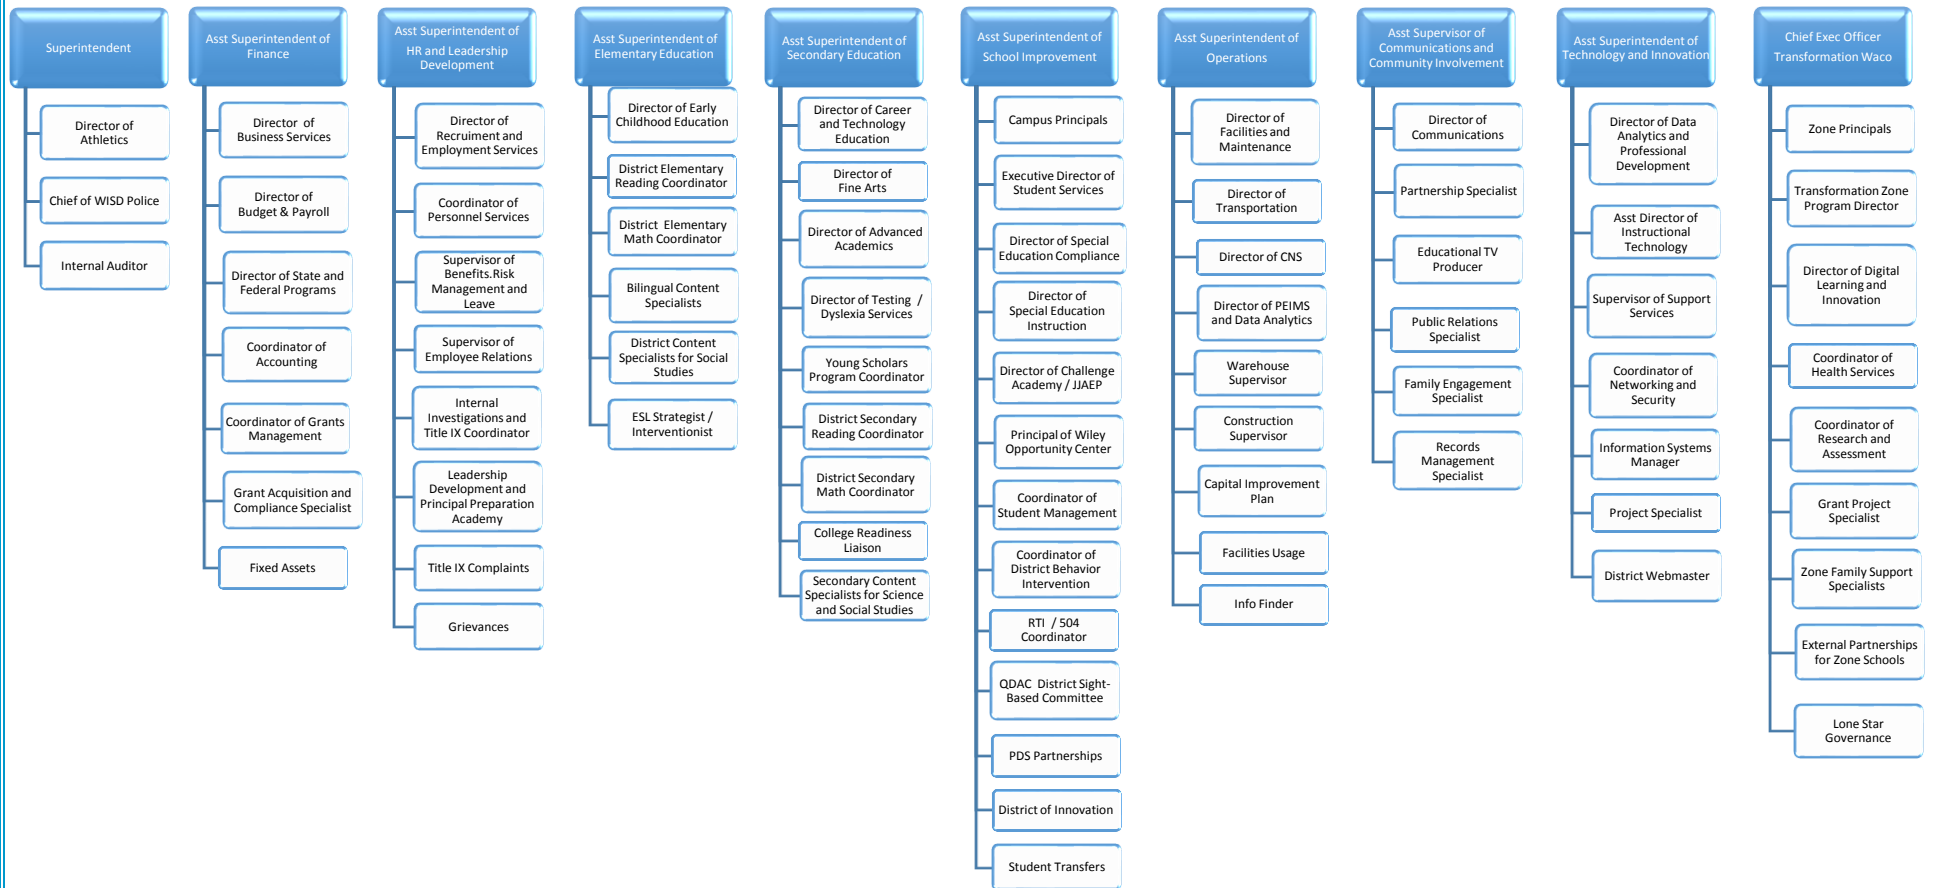 Superintendent
Director of
Athletics
Chief of WISD Police
Internal Auditor
Asst Superintendent of
Finance
Director of
Business Services
Director of
Budget & Payroll
Director of State and
Federal Programs
Coordinator of
Accounting
Coordinator of Grants
Management
Grant Acquisition and
Compliance Specialist
Fixed Assets
Asst Superintendent of
HR and Leadership
Development
Director of
Recruiment and
Employment Services
Coordinator of
Personnel Services
Supervisor of
Benefits.Risk
Management and
Leave
Supervisor of
Employee Relations
Internal
Investigations and
Title IX Coordinator
Leadership
Development and
Principal Preparation
Academy
Title IX Complaints
Grievances
Asst Superintendent of
Elementary Education
Director of Early
Childhood Education
District Elementary
Reading Coordinator
District Elementary
Math Coordinator
Bilingual Content
Specialists
District Content
Specialists for Social
Studies
ESL Strategist /
Interventionist
Asst Superintendent of
Secondary Education
Director of Career
and Technology
Education
Director of
Fine Arts
Director of Advanced
Academics
Director of Testing /
Dyslexia Services
Young Scholars
Program Coordinator
District Secondary
Reading Coordinator
District Secondary
Math Coordinator
College Readiness
Liaison
Secondary Content
Specialists for Science
and Social Studies
Asst Superintendent of
School Improvement
Campus Principals
Executive Director of
Student Services
Director of Special
Education Compliance
Director of
Special Education
Instruction
Director of Challenge
Academy / JJAEP
Principal of Wiley
Opportunity Center
Coordinator of
Student Management
Coordinator of
District Behavior
Intervention
RTI / 504
Coordinator
QDAC District Sight-
Based Committee
PDS Partnerships
District of Innovation
Student Transfers
Asst Superintendent of
Operations
Director of
Facilities and
Maintenance
Director of
Transportation
Director of CNS
Director of PEIMS
and Data Analytics
Warehouse
Supervisor
Construction
Supervisor
Capital Improvement
Plan
Facilities Usage
Info Finder
Asst Supervisor of
Communications and
Community Involvement
Director of
Communications
Partnership Specialist
Educational TV
Producer
Public Relations
Specialist
Family Engagement
Specialist
Records
Management
Specialist
Asst Superintendent of
Technology and Innovation
Director of Data
Analytics and
Professional
Development
Asst Director of
Instructional
Technology
Supervisor of Support
Services
Coordinator of
Networking and
Security
Information Systems
Manager
Project Specialist
District Webmaster
Chief Exec Officer
Transformation Waco
Zone Principals
Transformation Zone
Program Director
Director of Digital
Learning and
Innovation
Coordinator of
Health Services
Coordinator of
Research and
Assessment
Grant Project
Specialist
Zone Family Support
Specialists
External Partnerships
for Zone Schools
Lone Star
Governance